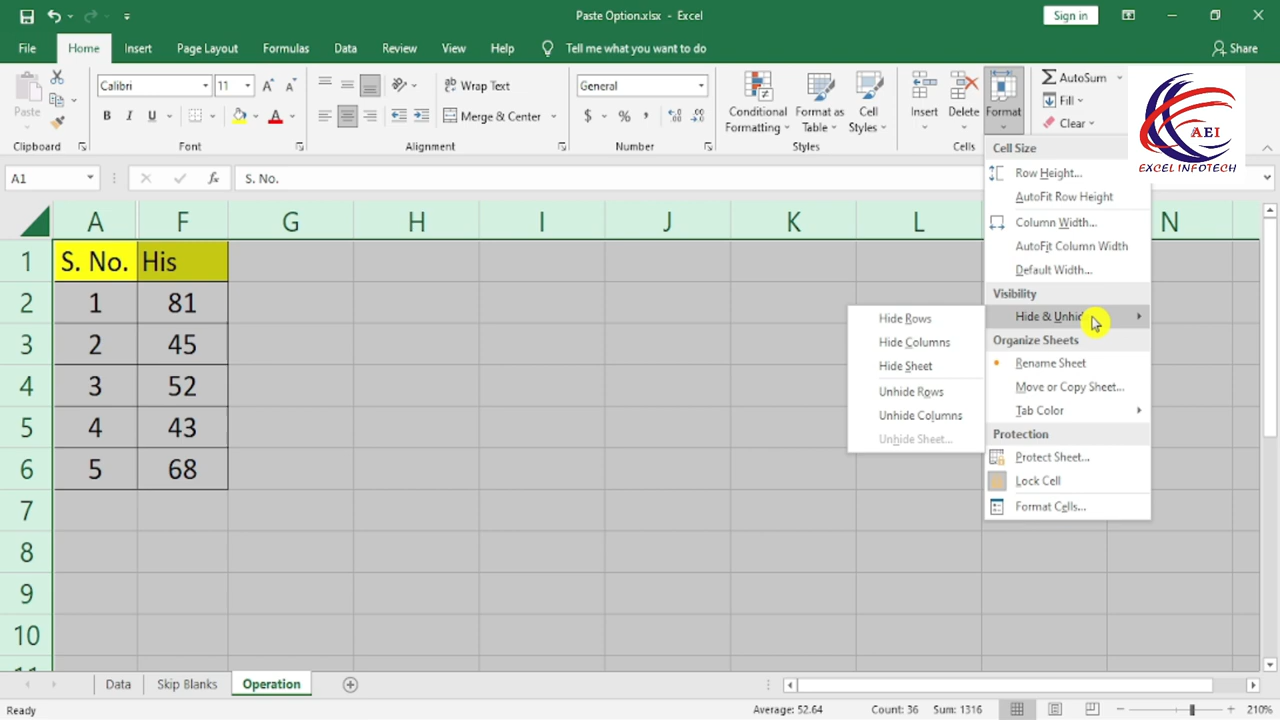 Paste Option.xlsx - Excel
Sign in
File Home Insert Page Layout Formulas Data Review View Help Tell me what you want to do Share
Paste
Clipboard
Calibri 11 A A
B I U A
Font
ab Wrap Text
Merge & Center
Alignment
General
$ % ,
Number
Conditional Formatting
Format as Table
Cell Styles
Styles
Insert
Delete
Format
Cells
AutoSum
Fill
Clear
AEI
EXCEL INFOTECH
A1 fx S. No.
Cell Size
Row Height...
AutoFit Row Height
Column Width...
AutoFit Column Width
Default Width...
Visibility
Hide & Unhid
Organize Sheets
Rename Sheet
Move or Copy Sheet...
Tab Color
Protection
Protect Sheet...
Lock Cell
Format Cells...
Hide Rows
Hide Columns
Hide Sheet
Unhide Rows
Unhide Columns
Unhide Sheet...
A F G H I J K L N
1 S. No. His
2 1 81
3 2 45
4 3 52
5 4 43
6 5 68
7
8
9
10
11
Data Skip Blanks Operation
Ready Average: 52.64 Count: 36 Sum: 1316 210%